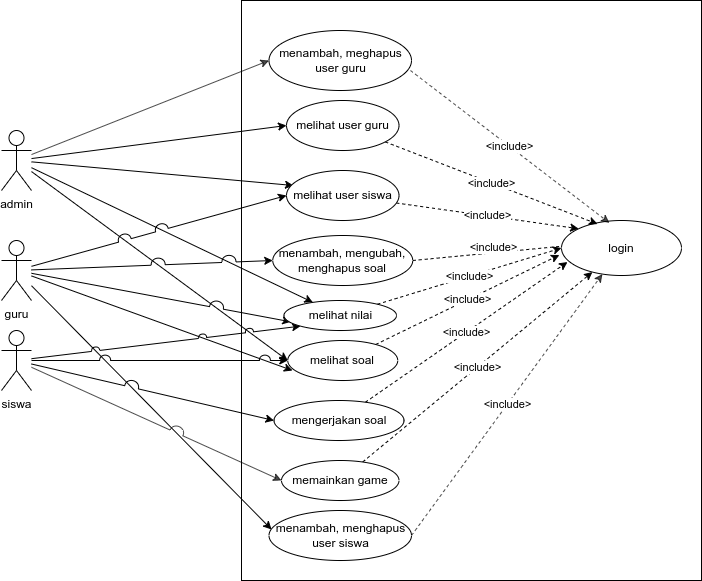 menambah, meghapus
user guru
melihat user guru
<include>
admin
melihat user siswa
<include>
<include>
guru
menambah, mengubah,
menghapus soal
<include>
login
melihat nilai
<include>
siswa
melihat soal
<include>
<include>
mengerjakan soal
<include>
memainkan game
<include>
menambah, menghapus
user siswa